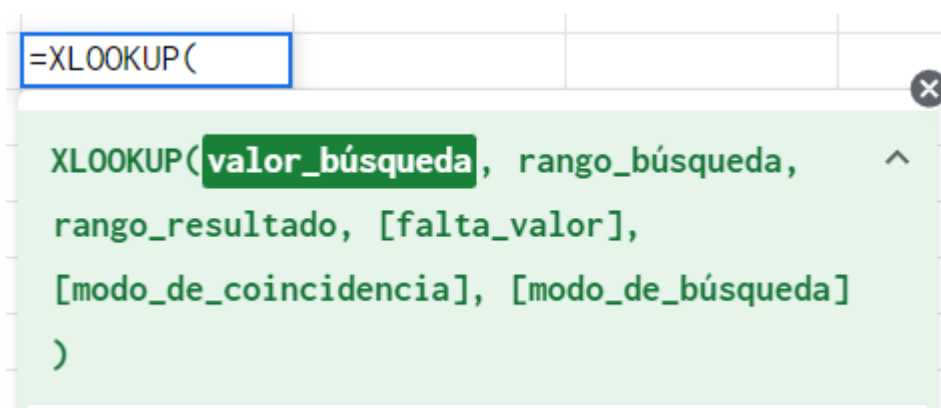 =XLOOKUP(
XLOOKUP(valor_búsqueda, rango_búsqueda,
rango_resultado, [falta_valor],
[modo_de_coincidencia], [modo_de_búsqueda]
)